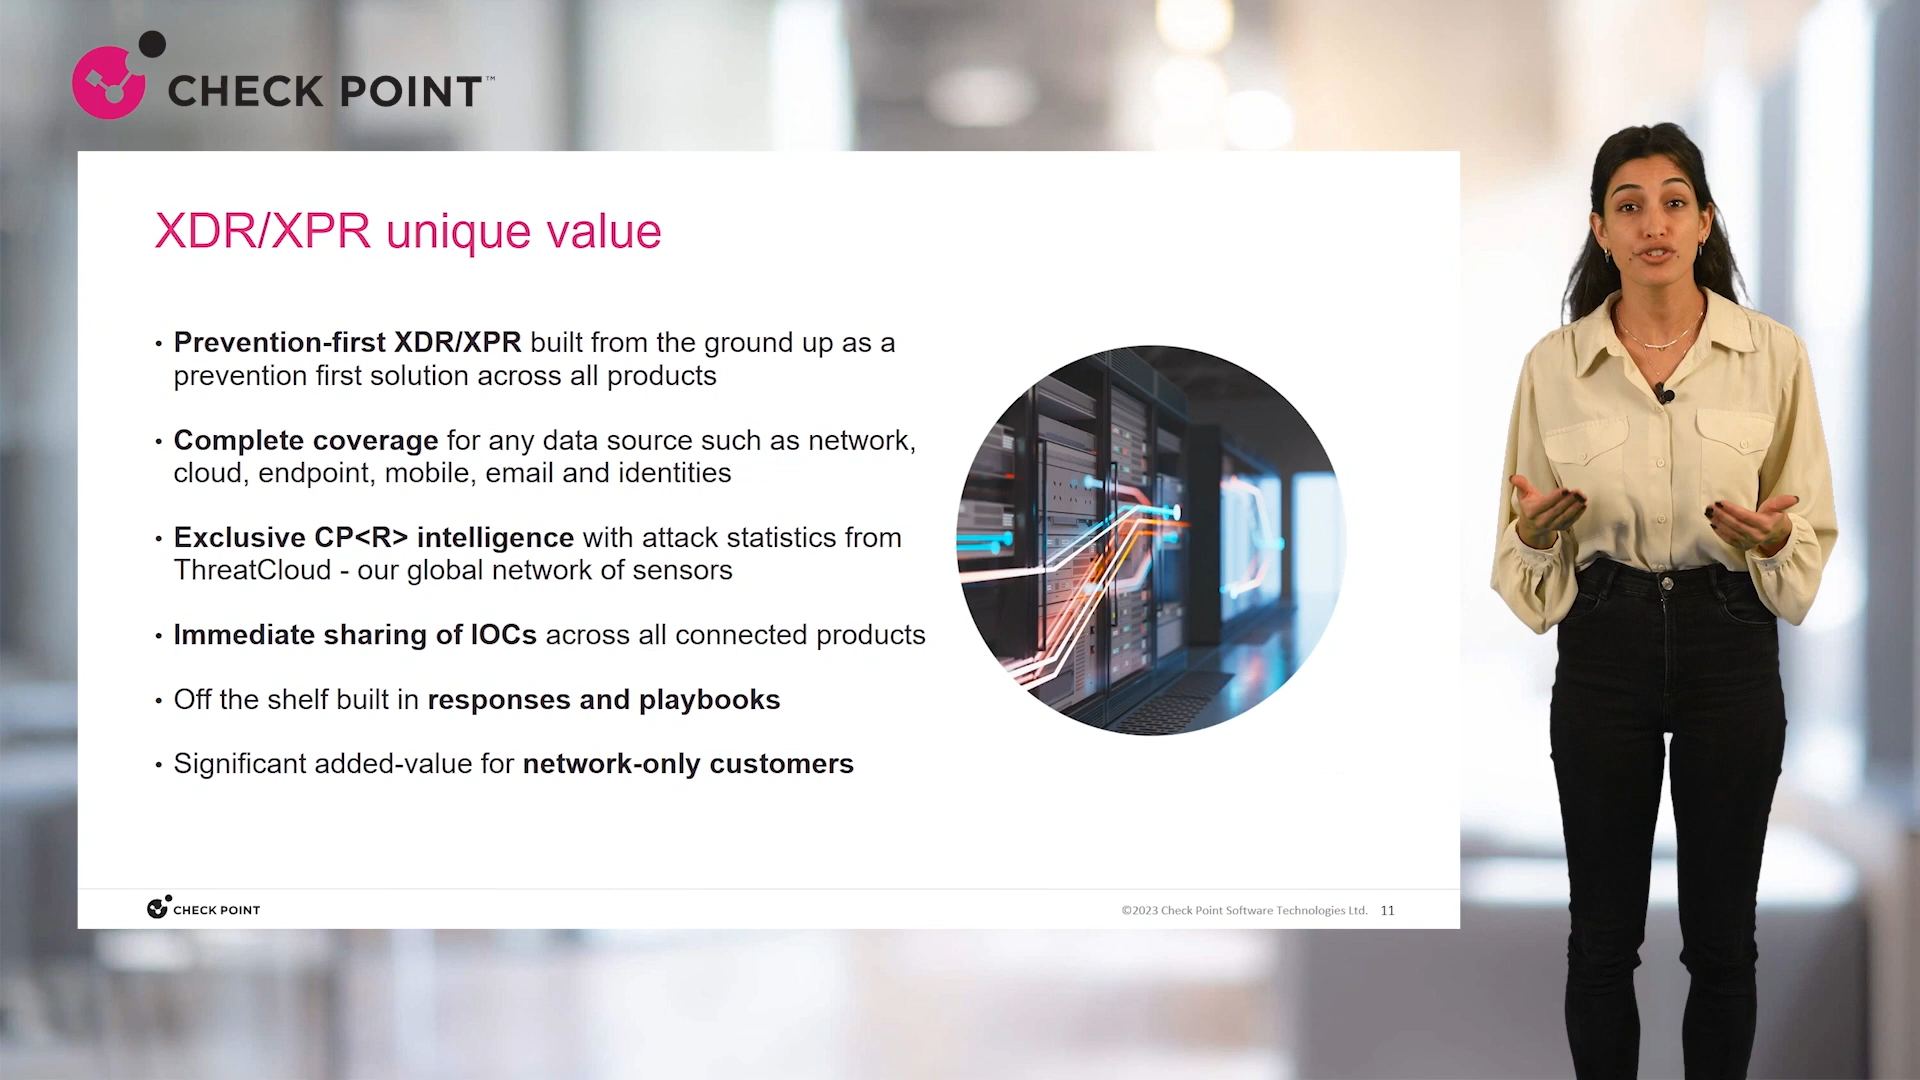 CHECK POINT™
XDR/XPR unique value
• Prevention-first XDR/XPR built from the ground up as a
prevention first solution across all products
• Complete coverage for any data source such as network,
cloud, endpoint, mobile, email and identities
• Exclusive CP<R> intelligence with attack statistics from
ThreatCloud - our global network of sensors
• Immediate sharing of IOCs across all connected products
• Off the shelf built in responses and playbooks
• Significant added-value for network-only customers
CHECK POINT
©2023 Check Point Software Technologies Ltd. 11